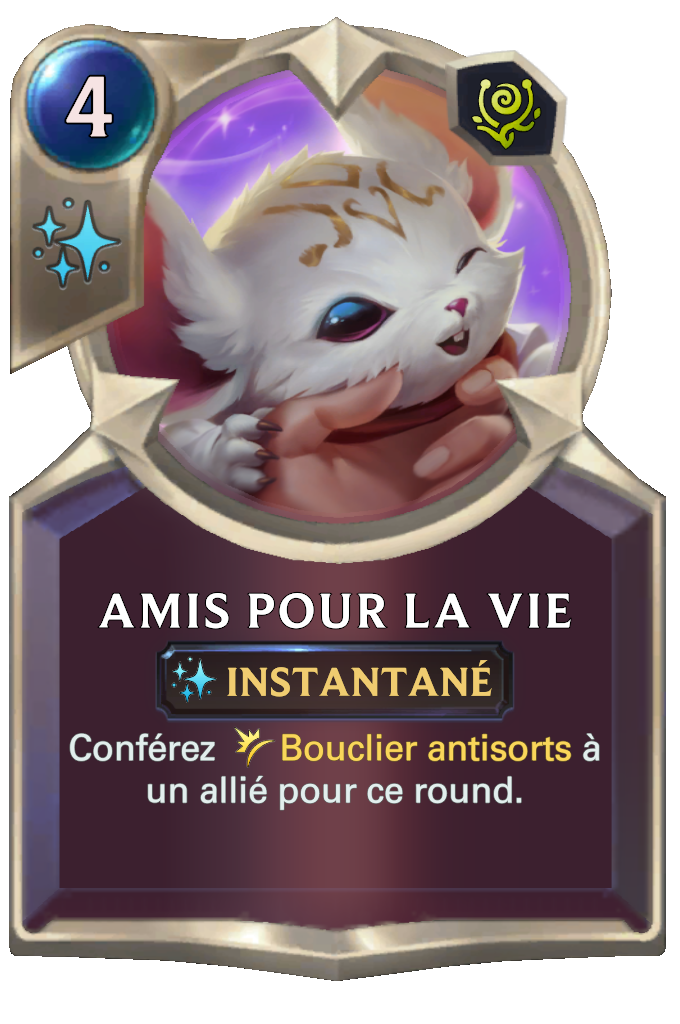 4
AMIS POUR LA VIE
INSTANTANÉ
Conférez Bouclier antisorts à
un allié pour ce round.